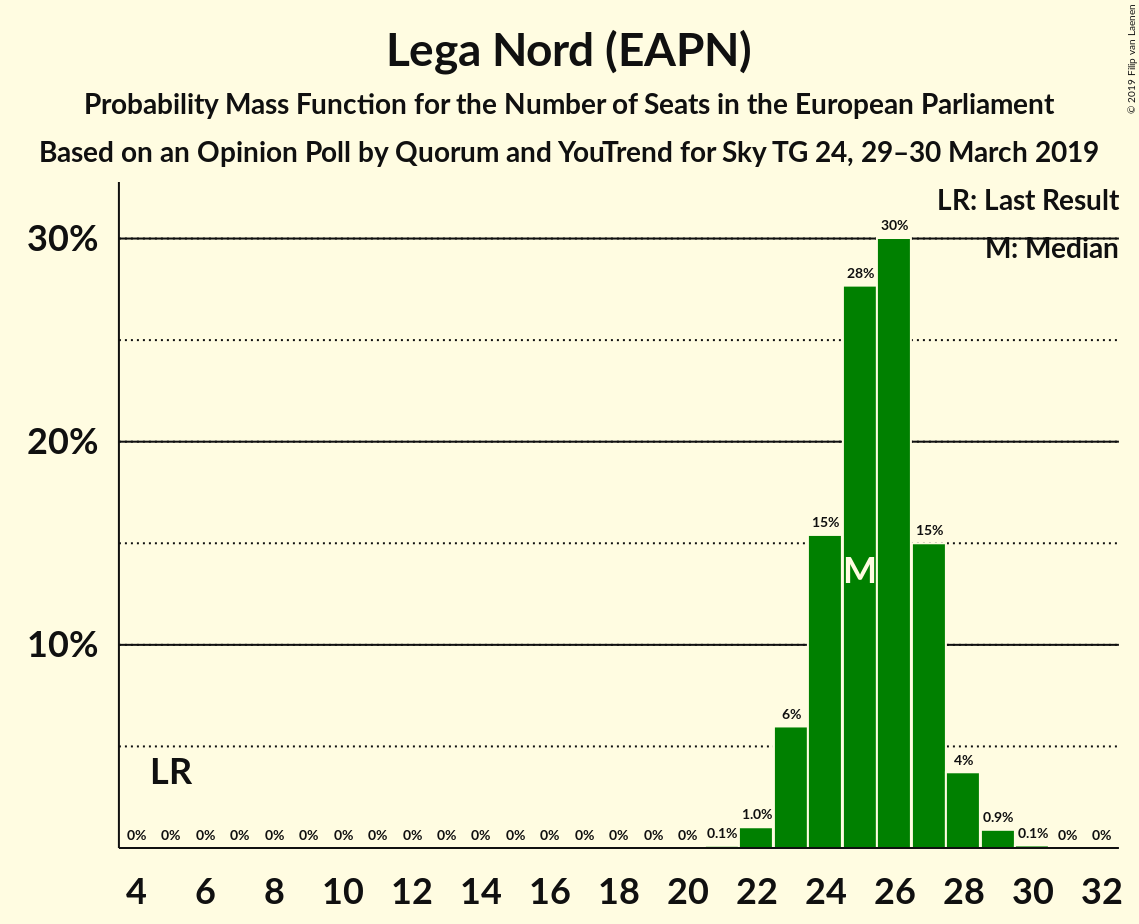 Lega Nord (EAPN)
Probability Mass Function for the Number of Seats in the European Parliament
Based on an Opinion Poll by Quorum and YouTrend for Sky TG 24, 29–30 March 2019
© 2019 Filip van Laenen
LR: Last Result
M: Median
30%
20%
10%
LR
M
0% 0% 0% 0% 0% 0% 0% 0% 0% 0% 0% 0% 0% 0% 0% 0% 0% 0.1% 1.0% 6% 15% 28% 30% 15% 4% 0.9% 0.1% 0% 0%
4 6 8 10 12 14 16 18 20 22 24 26 28 30 32